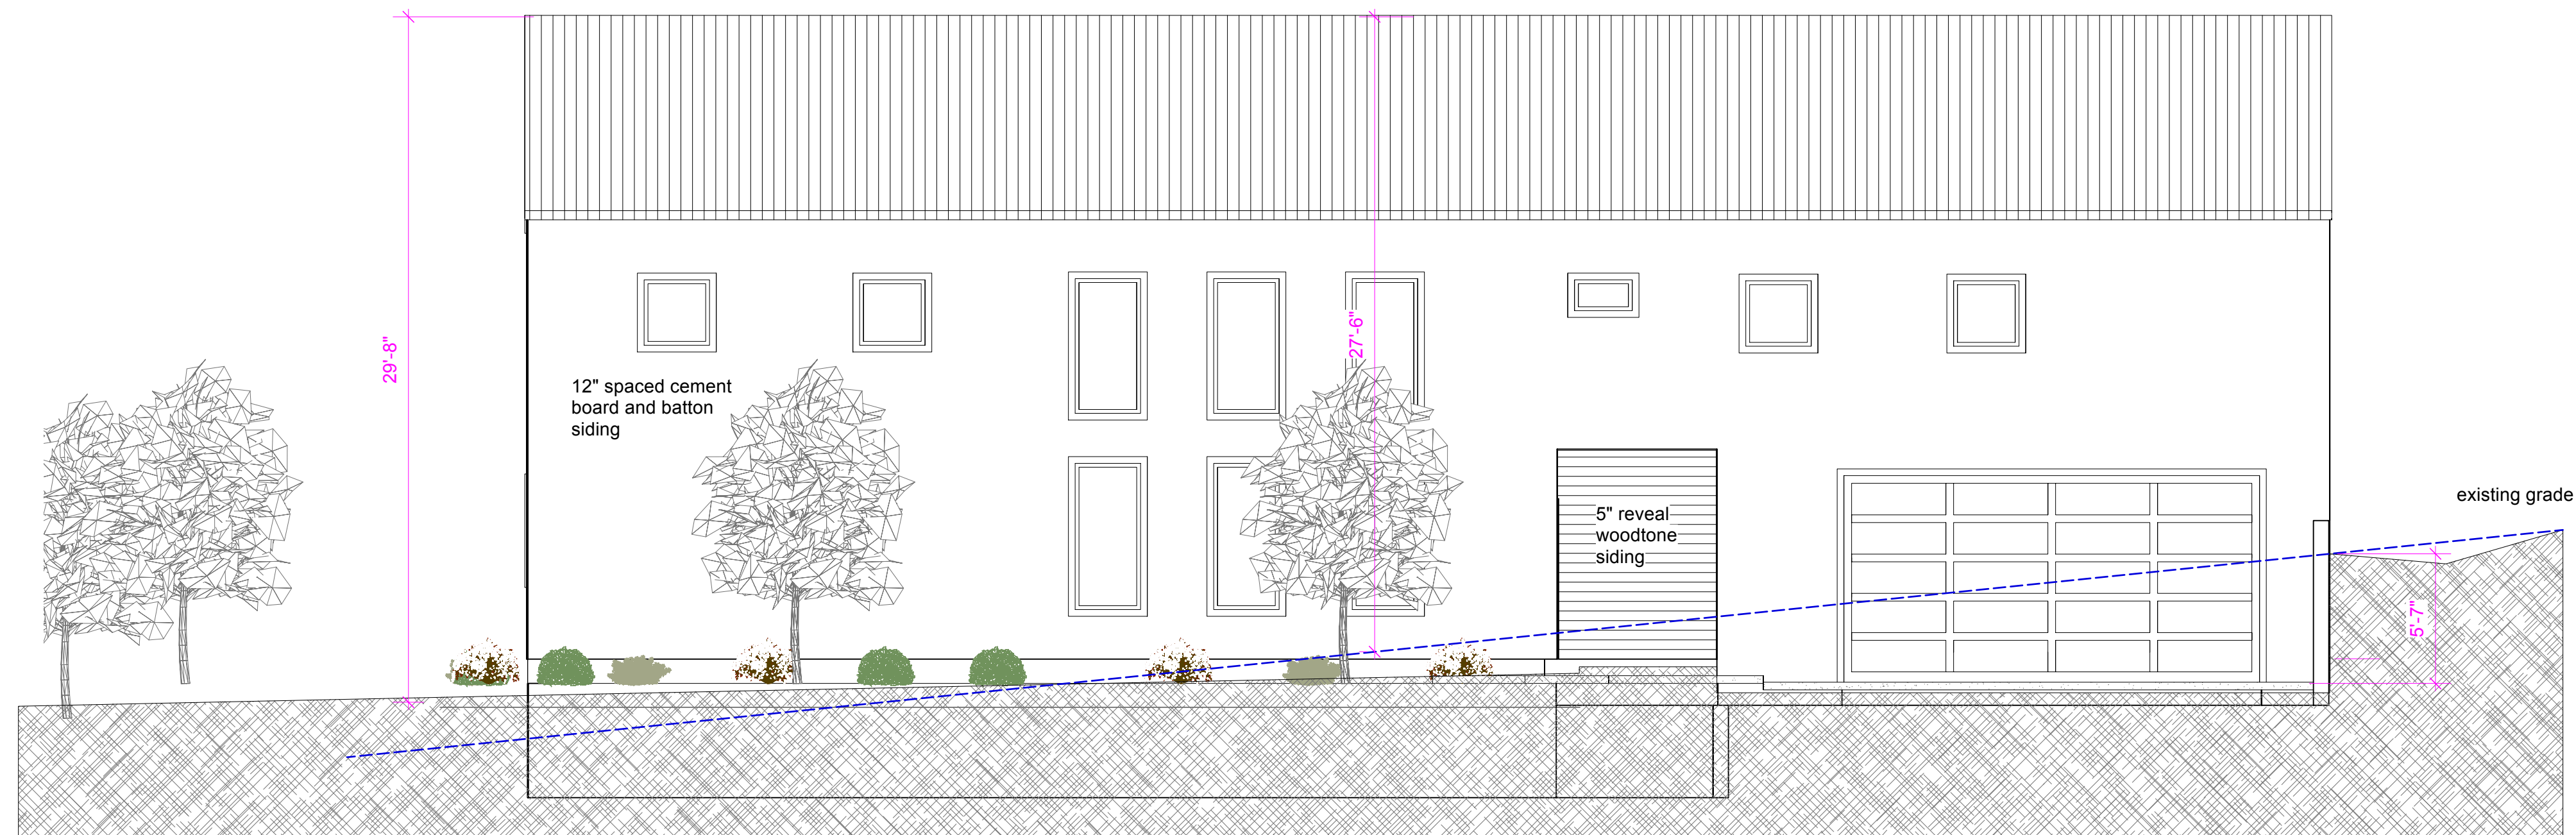 29'-8"
27'-6"
12" spaced cement
board and batton
siding
5" reveal
woodtone
siding
existing grade
5'-7"